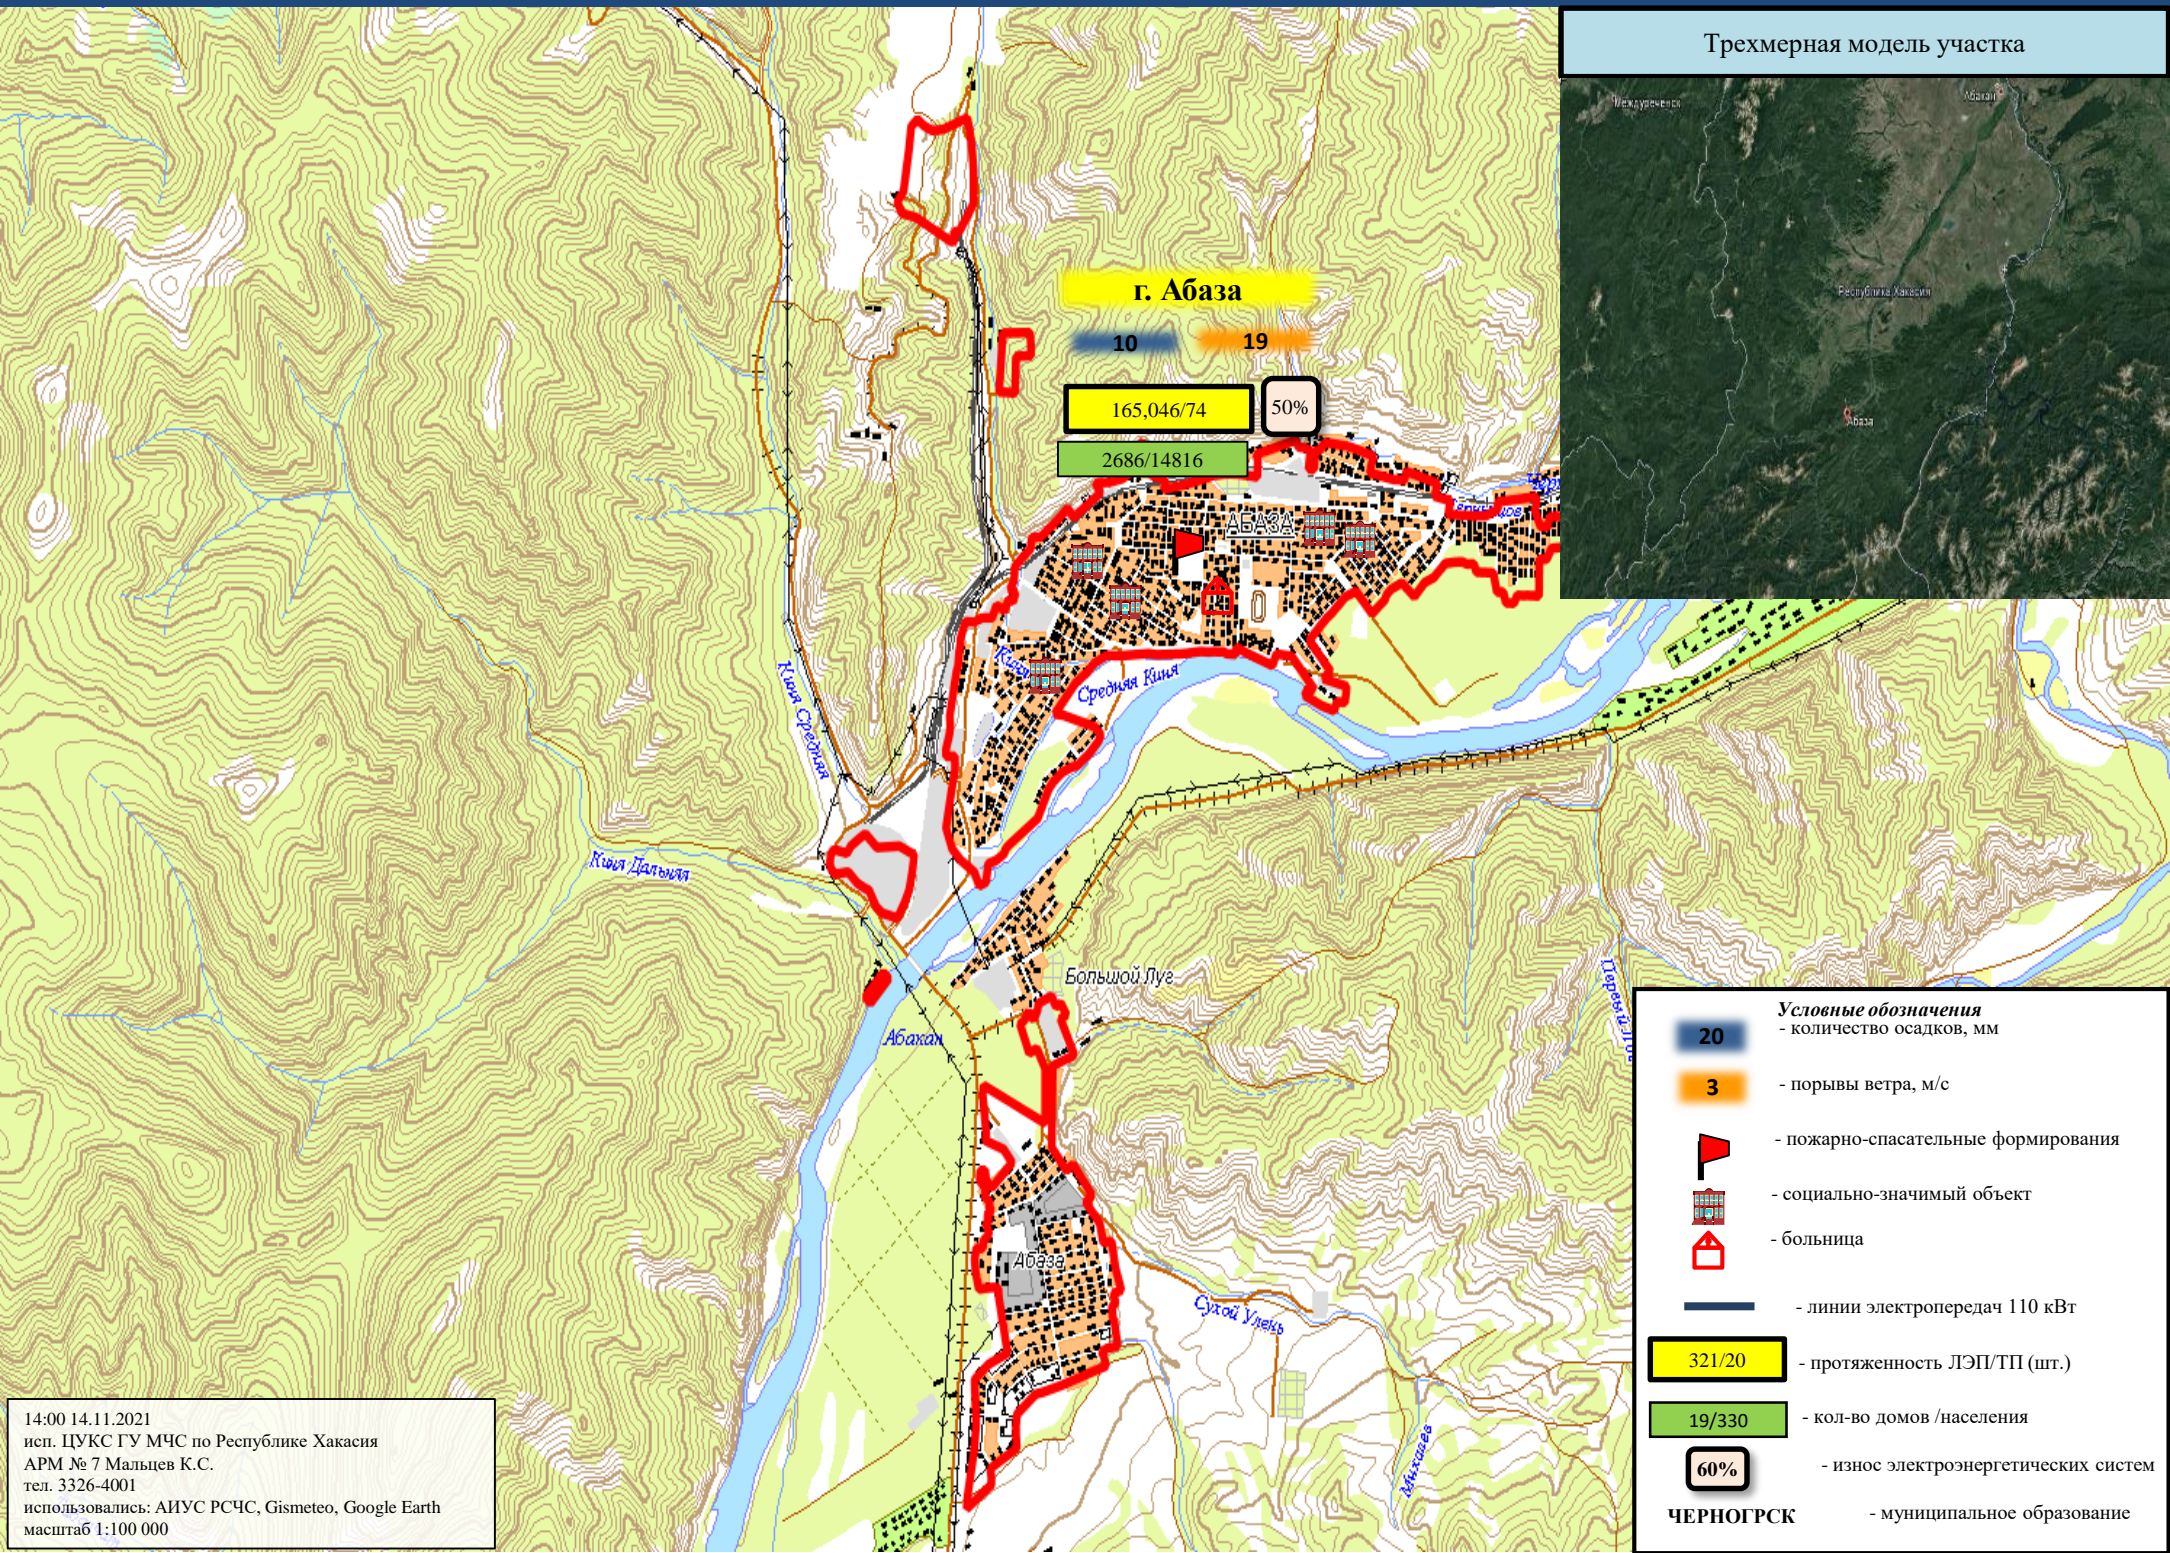 Трехмерная модель участка
Междуреченск
Абакан
Республика Хакасия
Абаза
г. Абаза
10
19
165,046/74
50%
2686/14816
АБАЗА
Средняя Киня
Киня Средняя
Киня Дальняя
Большой Луг
Абакан
Абаза
Сухой Улень
Условные обозначения
20 - количество осадков, мм
3 - порывы ветра, м/с
- пожарно-спасательные формирования
- социально-значимый объект
- больница
- линии электропередач 110 кВт
321/20 - протяженность ЛЭП/ТП (шт.)
19/330 - кол-во домов /населения
60% - износ электроэнергетических систем
ЧЕРНОГРСК - муниципальное образование
14:00 14.11.2021
исп. ЦУКС ГУ МЧС по Республике Хакасия
АРМ № 7 Мальцев К.С.
тел. 3326-4001
использовались: АИУС РСЧС, Gismeteo, Google Earth
масштаб 1:100 000